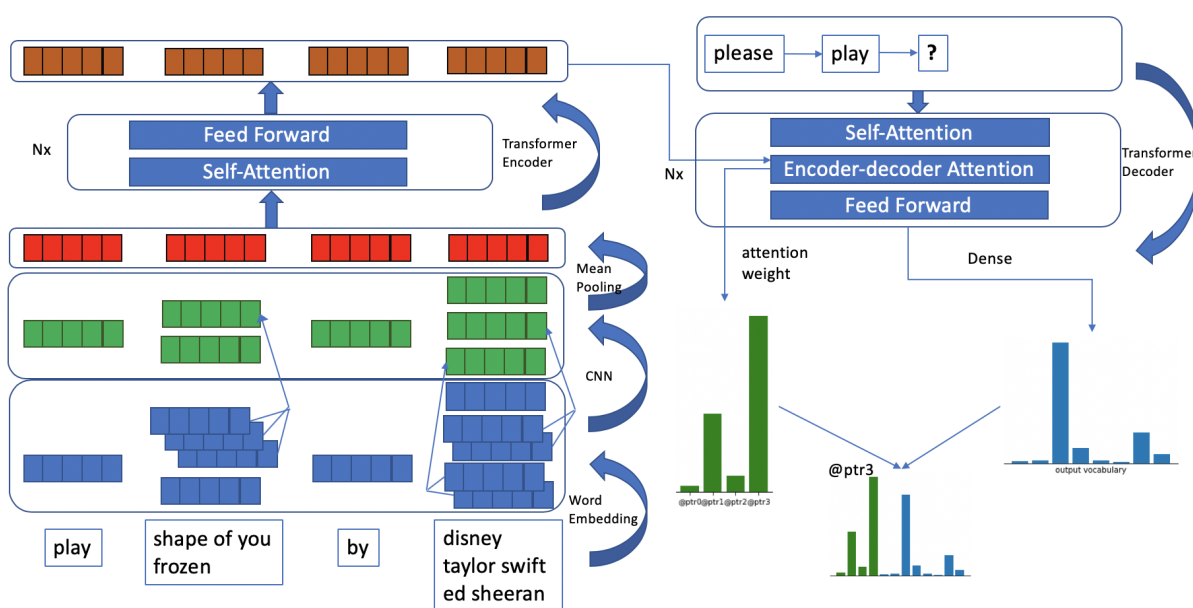 please
play
?
Feed Forward
Self-Attention
Nx
Transformer
Encoder
Self-Attention
Encoder-decoder Attention
Feed Forward
Nx
Transformer
Decoder
Mean
Pooling
CNN
Word
Embedding
attention
weight
Dense
@ptr0@ptr1@ptr2@ptr3
output vocabulary
@ptr3
play
shape of you
frozen
by
disney
taylor swift
ed sheeran